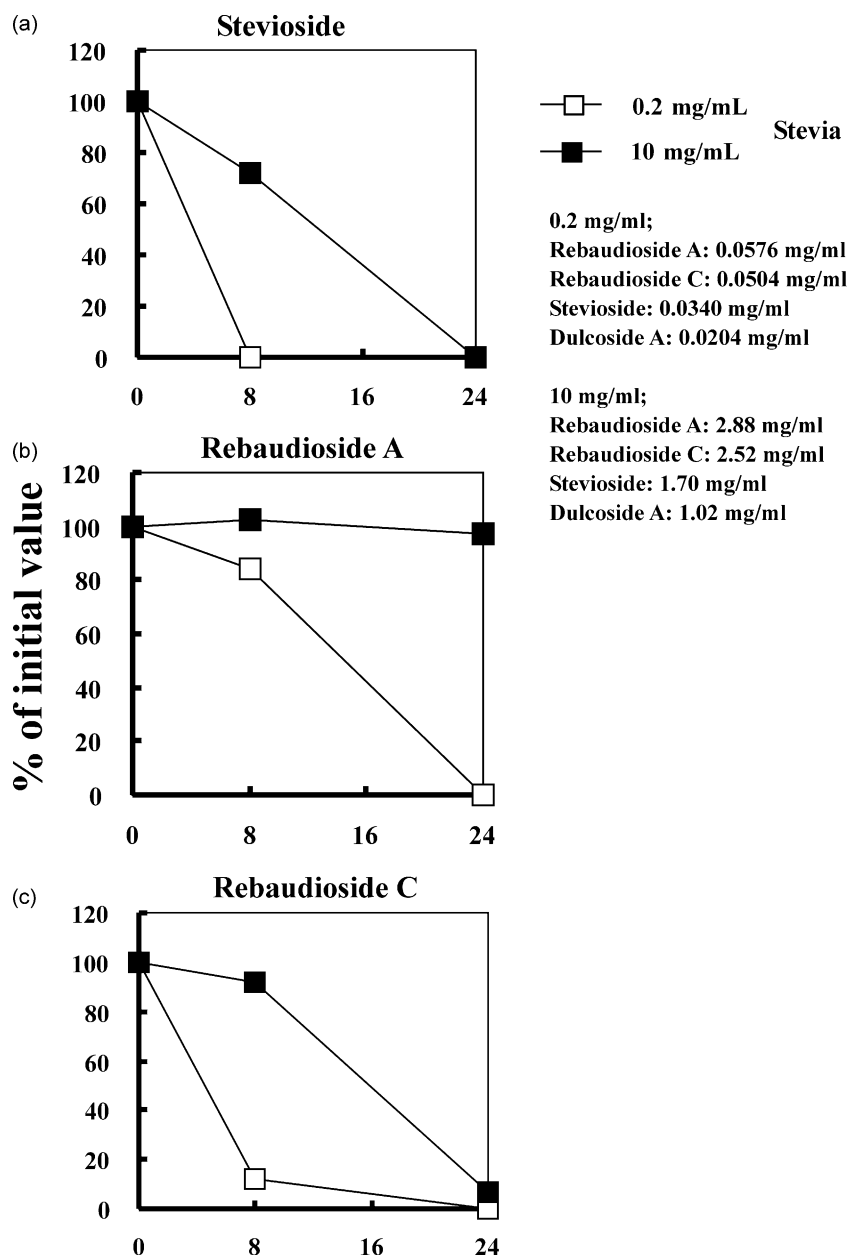 (a)
Stevioside
120
100
80
60
40
20
0
0 8 16 24
0.2 mg/mL
10 mg/mL
Stevia
0.2 mg/ml;
Rebaudioside A: 0.0576 mg/ml
Rebaudioside C: 0.0504 mg/ml
Stevioside: 0.0340 mg/ml
Dulcoside A: 0.0204 mg/ml
10 mg/ml;
Rebaudioside A: 2.88 mg/ml
Rebaudioside C: 2.52 mg/ml
Stevioside: 1.70 mg/ml
Dulcoside A: 1.02 mg/ml
% of initial value
(b)
Rebaudioside A
120
100
80
60
40
20
0
0 8 16 24
(c)
Rebaudioside C
120
100
80
60
40
20
0
0 8 16 24